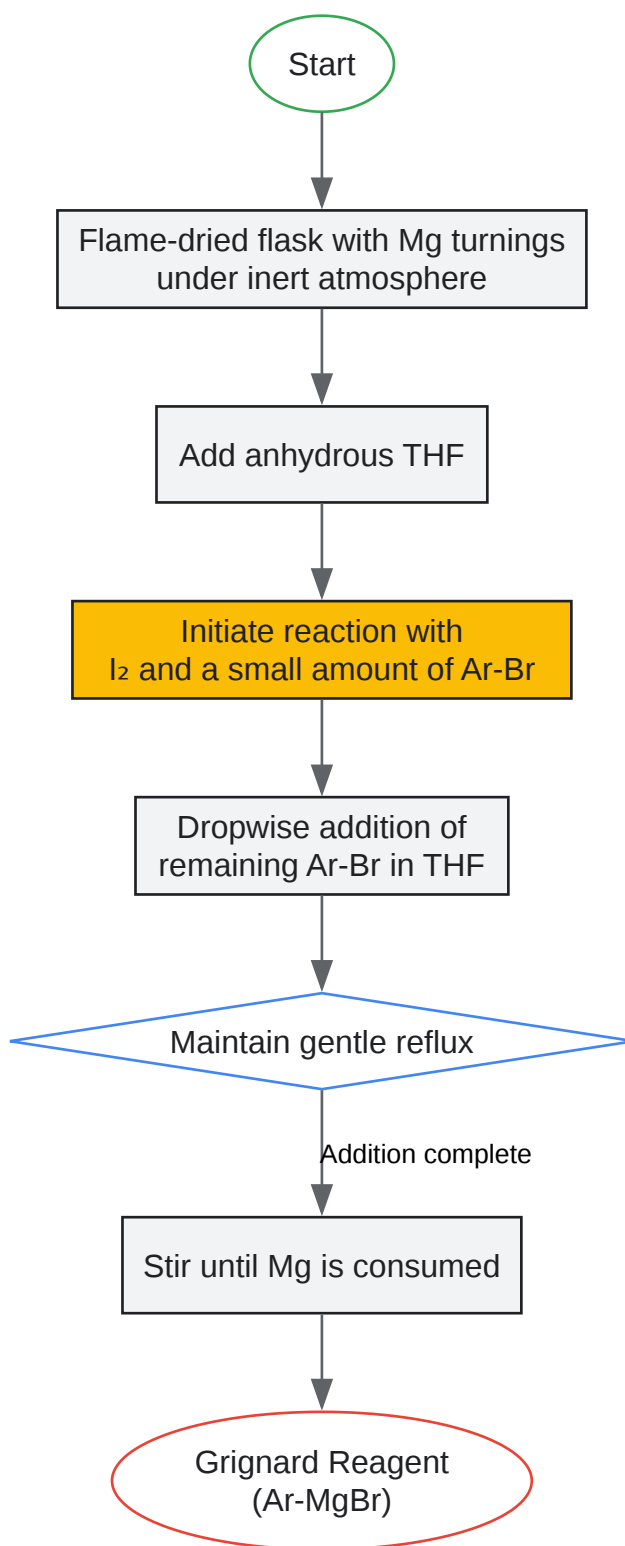 Start
Flame-dried flask with Mg turnings
under inert atmosphere
Add anhydrous THF
Initiate reaction with
I₂ and a small amount of Ar-Br
Dropwise addition of
remaining Ar-Br in THF
Maintain gentle reflux
Addition complete
Stir until Mg is consumed
Grignard Reagent
(Ar-MgBr)